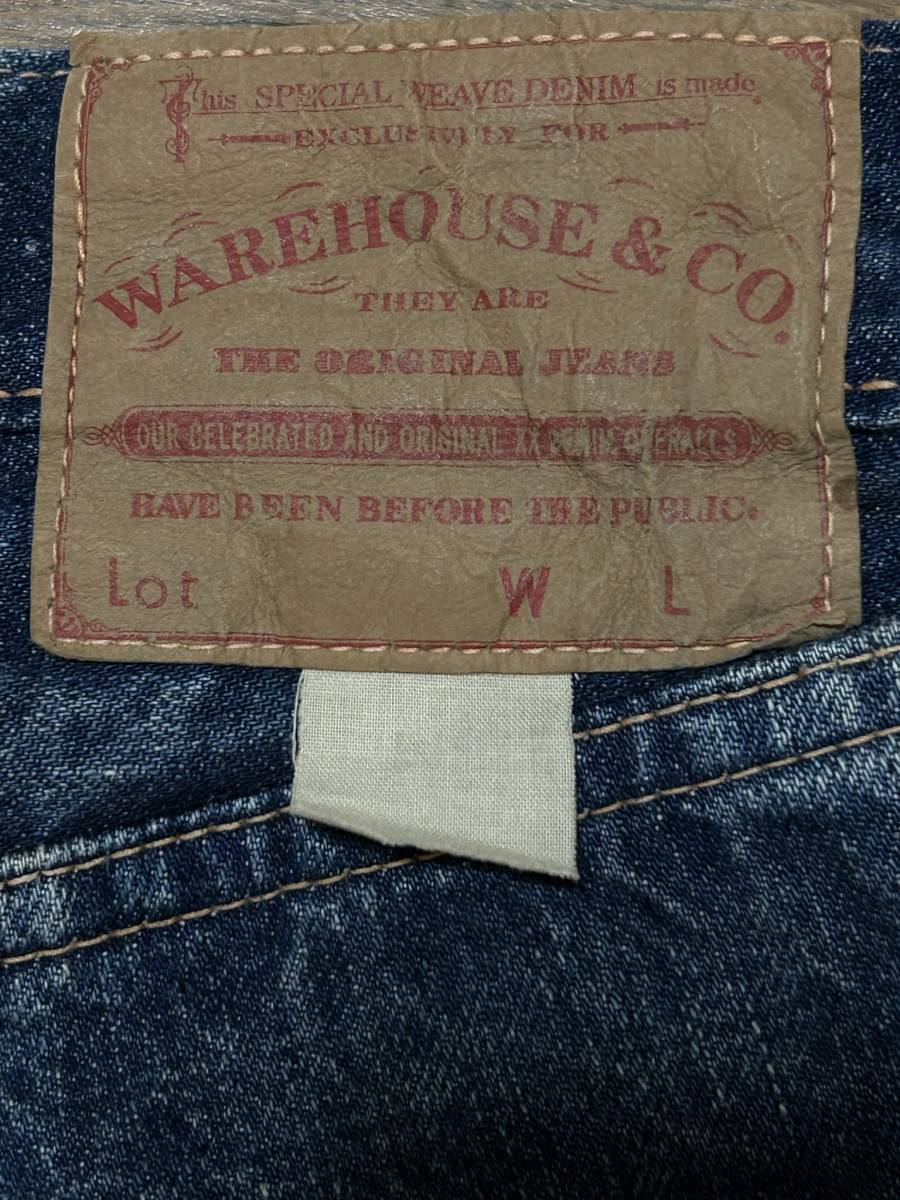 This SPECIAL WEAVE DENIM is made
EXCLUSIVELY FOR
WAREHOUSE & CO.
THEY ARE
THE ORIGINAL JEANS
OUR CELEBRATED AND ORIGINAL XX DENIM OVERALLS
HAVE BEEN BEFORE THE PUBLIC.
Lot W L